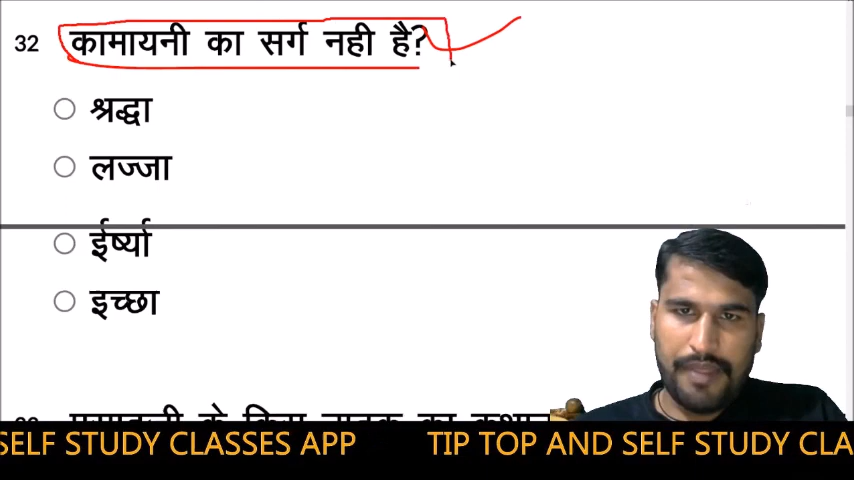 32 कामायनी का सर्ग नही है?
श्रद्धा
लज्जा
ईर्ष्या
इच्छा
के किस
SELF STUDY CLASSES APP TIP TOP AND SELF STUDY CLA